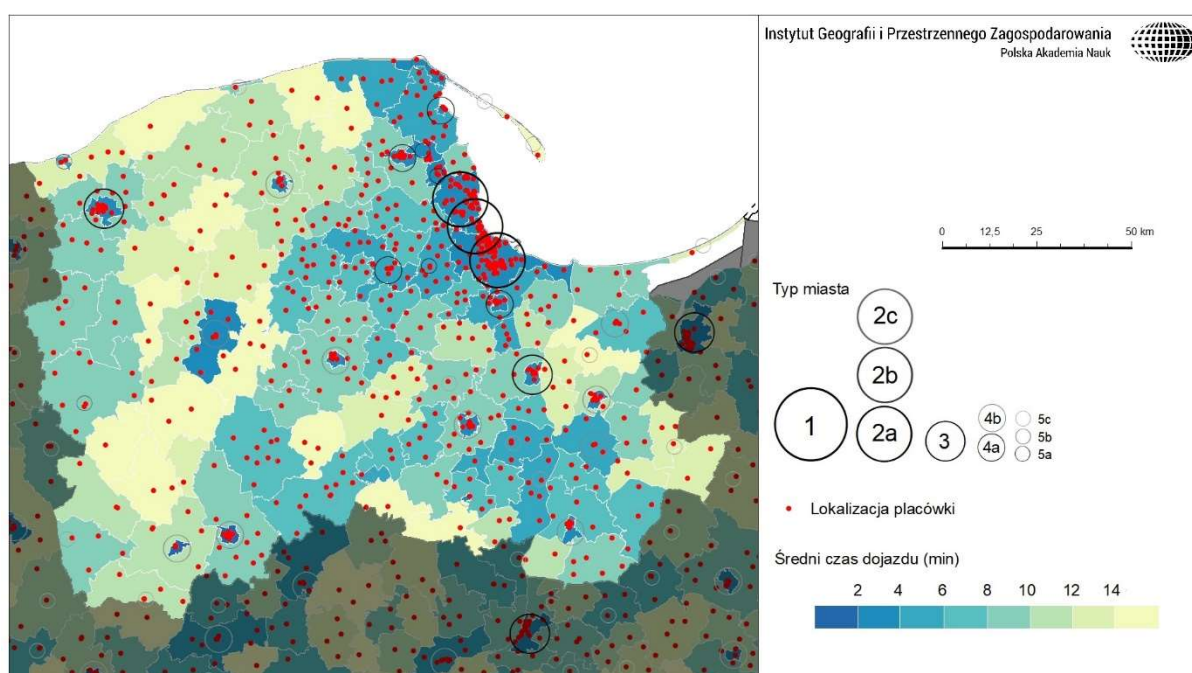 Instytut Geografii i Przestrzennego Zagospodarowania
Polska Akademia Nauk
0 12,5 25 50 km
Typ miasta
2c
2b
1 2a 3 4b 5c
4a 5b
5a
Lokalizacja placówki
Średni czas dojazdu (min)
2 4 6 8 10 12 14